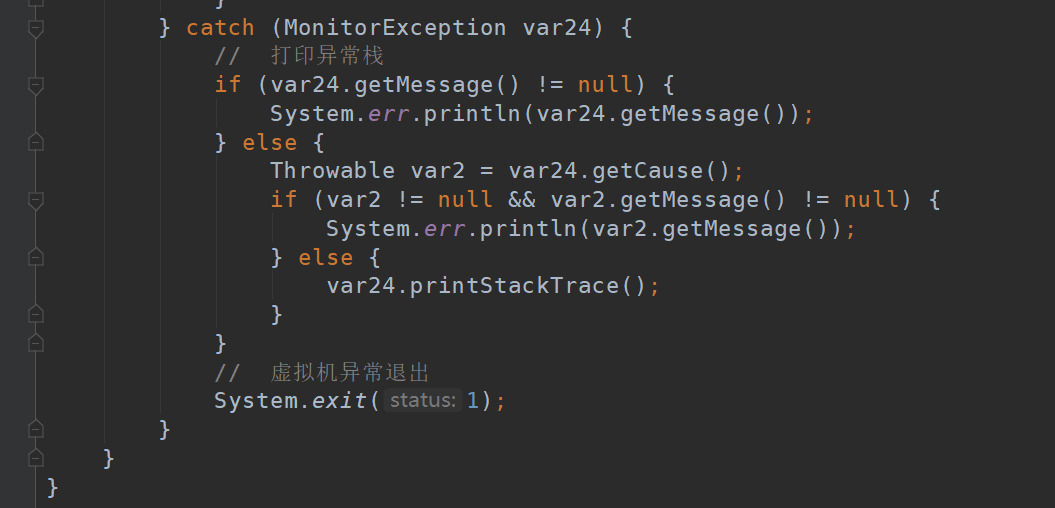 }
} catch (MonitorException var24) {
//  打印异常栈
if (var24.getMessage() != null) {
System.err.println(var24.getMessage());
} else {
Throwable var2 = var24.getCause();
if (var2 != null && var2.getMessage() != null) {
System.err.println(var2.getMessage());
} else {
var24.printStackTrace();
}
}
//  虚拟机异常退出
System.exit( status: 1);
}
}
}